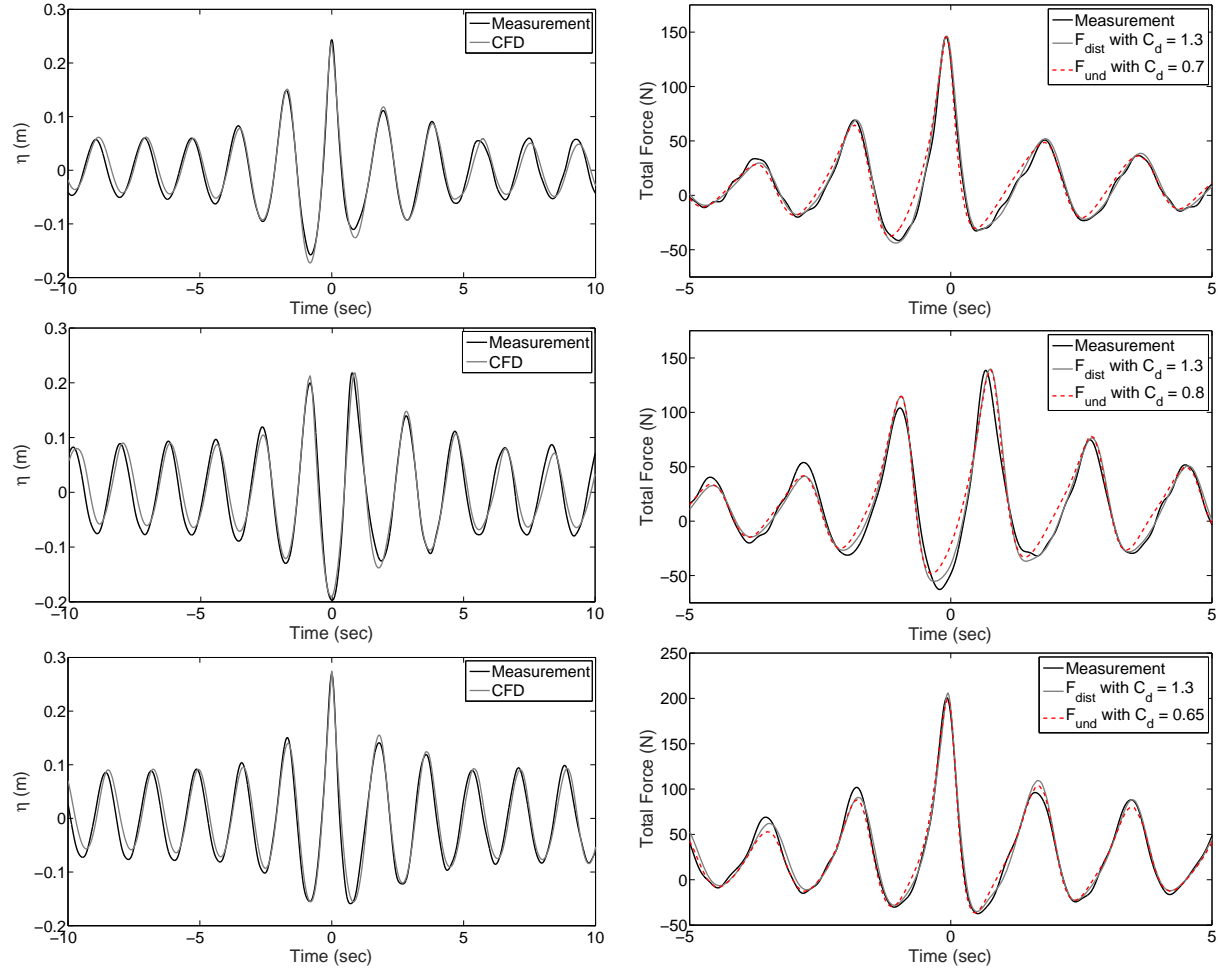 0.3
0.2
0.1
0
−0.1
−0.2
−10
−5
0
5
10
η (m)
Time (sec)
Measurement
CFD
150
100
50
0
−50
−5
0
5
Total Force (N)
Time (sec)
Measurement
F_dist with C_d = 1.3
F_und with C_d = 0.7
0.3
0.2
0.1
0
−0.1
−0.2
−10
−5
0
5
10
η (m)
Time (sec)
Measurement
CFD
150
100
50
0
−50
−5
0
5
Total Force (N)
Time (sec)
Measurement
F_dist with C_d = 1.3
F_und with C_d = 0.8
0.3
0.2
0.1
0
−0.1
−0.2
−10
−5
0
5
10
η (m)
Time (sec)
Measurement
CFD
250
200
150
100
50
0
−50
−5
0
5
Total Force (N)
Time (sec)
Measurement
F_dist with C_d = 1.3
F_und with C_d = 0.65